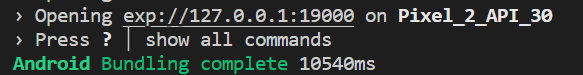 › Opening exp://127.0.0.1:19000 on Pixel_2_API_30
› Press ? │ show all commands
Android Bundling complete 10540ms